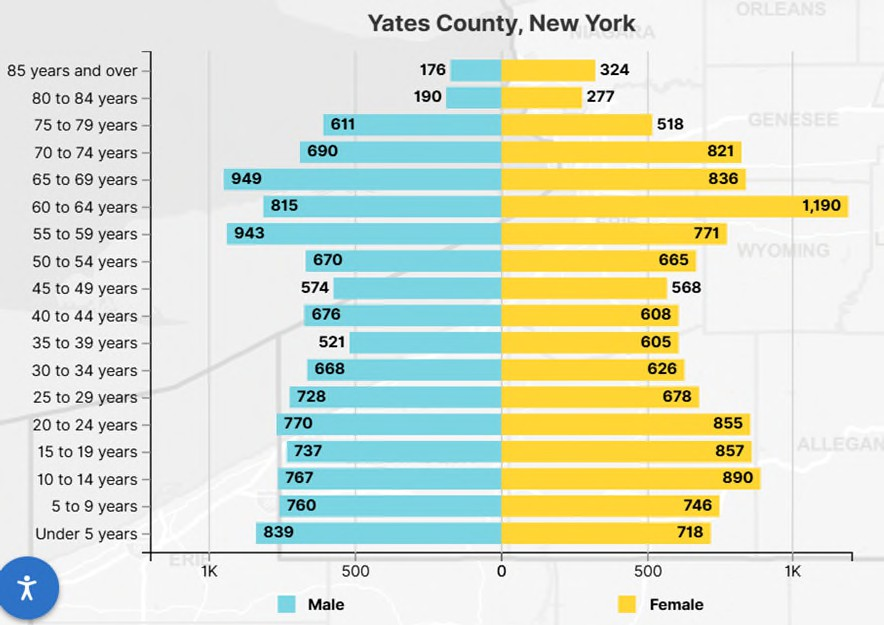 Yates County, New York
ORLEANS
NIAGARA
85 years and over 176 324
80 to 84 years 190 277
75 to 79 years 611 518
GENESEE
70 to 74 years 690 821
65 to 69 years 949 836
60 to 64 years 815 1,190
ERIE
55 to 59 years 943 771
WYOMING
50 to 54 years 670 665
45 to 49 years 574 568
40 to 44 years 676 608
35 to 39 years 521 605
30 to 34 years 668 626
25 to 29 years 728 678
20 to 24 years 770 855
ALLEGAN
15 to 19 years 737 857
10 to 14 years 767 890
5 to 9 years 760 746
Under 5 years 839 718
ERIE
1K 500 0 500 1K
Male Female